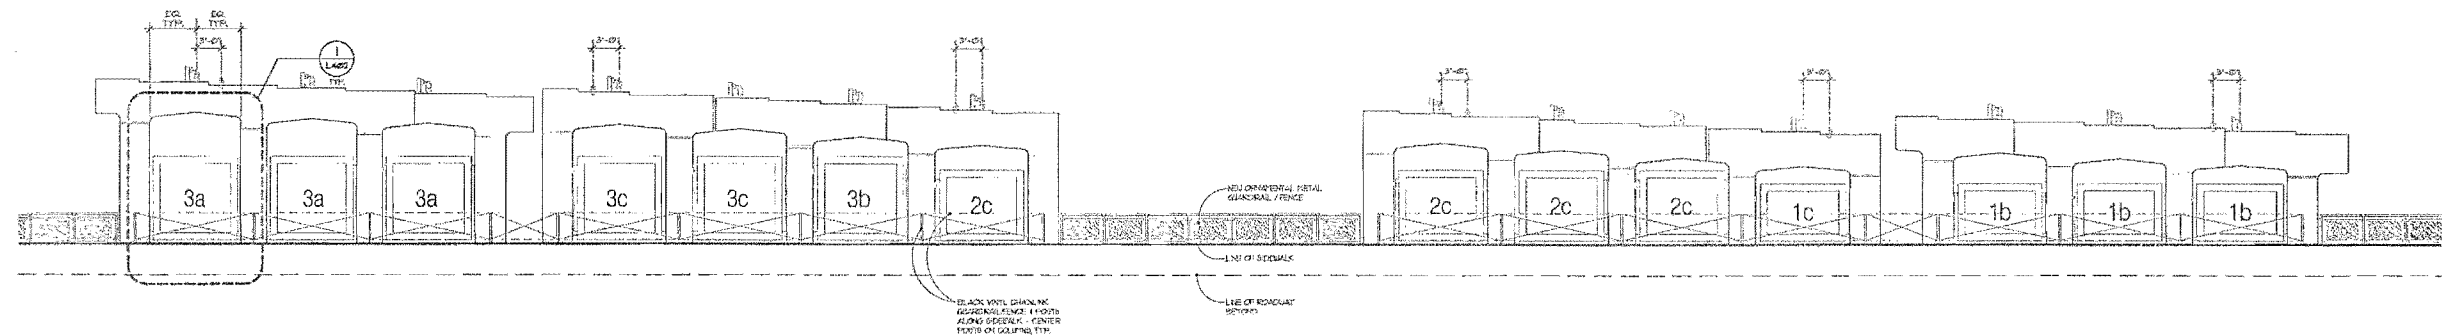 EQ. EQ.
TYP. TYP.
3'-0"
1
TYP.
3'-0"
3'-0"
3'-0"
3'-0"
3'-0"
3a
3a
3a
3c
3c
3b
2c
2c
2c
2c
1c
1b
1b
1b
NEW ORNAMENTAL METAL
GUARDRAIL / FENCE
LINE OF SIDEWALK
LINE OF ROADWAY
BEYOND
BLACK VINYL CHAINLINK
GUARDRAIL/FENCE & POSTS
ALONG SIDEWALK - CENTER
POSTS ON COLUMNS, TYP.